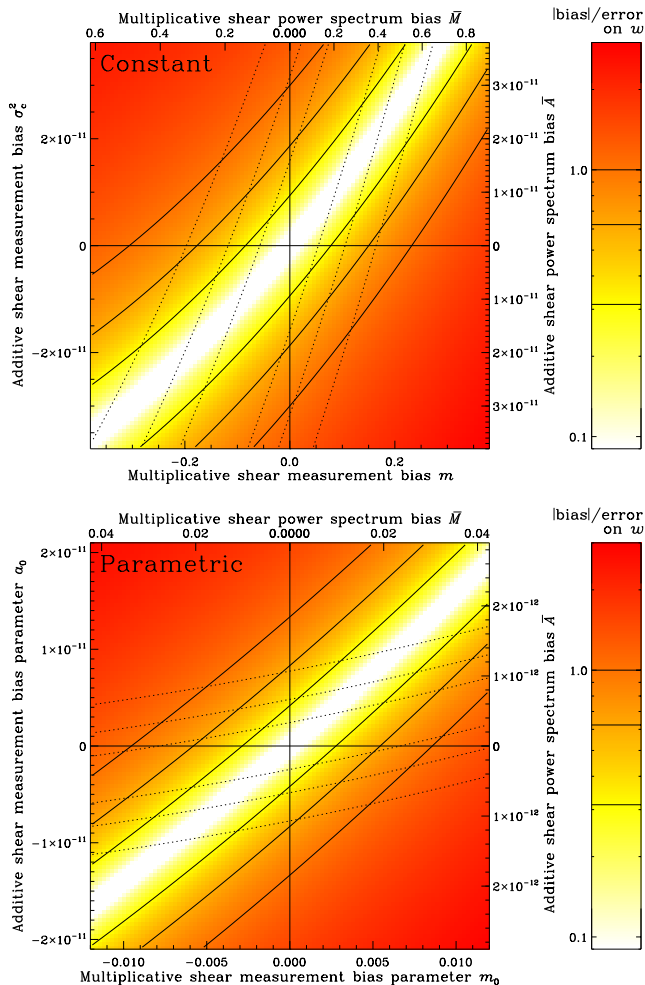 Multiplicative shear power spectrum bias M̄
|bias|/error
on w
0.6 0.4 0.2 0.000 0.2 0.4 0.6 0.8
Constant
Additive shear measurement bias σ²c
2×10⁻¹¹
0
-2×10⁻¹¹
3×10⁻¹¹
2×10⁻¹¹
1×10⁻¹¹
0
1×10⁻¹¹
2×10⁻¹¹
3×10⁻¹¹
Additive shear power spectrum bias Ā
1.0
0.1
-0.2 0.0 0.2
Multiplicative shear measurement bias m
Multiplicative shear power spectrum bias M̄
|bias|/error
on w
0.04 0.02 0.0000 0.02 0.04
Parametric
Additive shear measurement bias parameter a₀
2×10⁻¹¹
1×10⁻¹¹
0
-1×10⁻¹¹
-2×10⁻¹¹
2×10⁻¹²
1×10⁻¹²
0
1×10⁻¹²
2×10⁻¹²
Additive shear power spectrum bias Ā
1.0
0.1
-0.010 -0.005 0.000 0.005 0.010
Multiplicative shear measurement bias parameter m₀